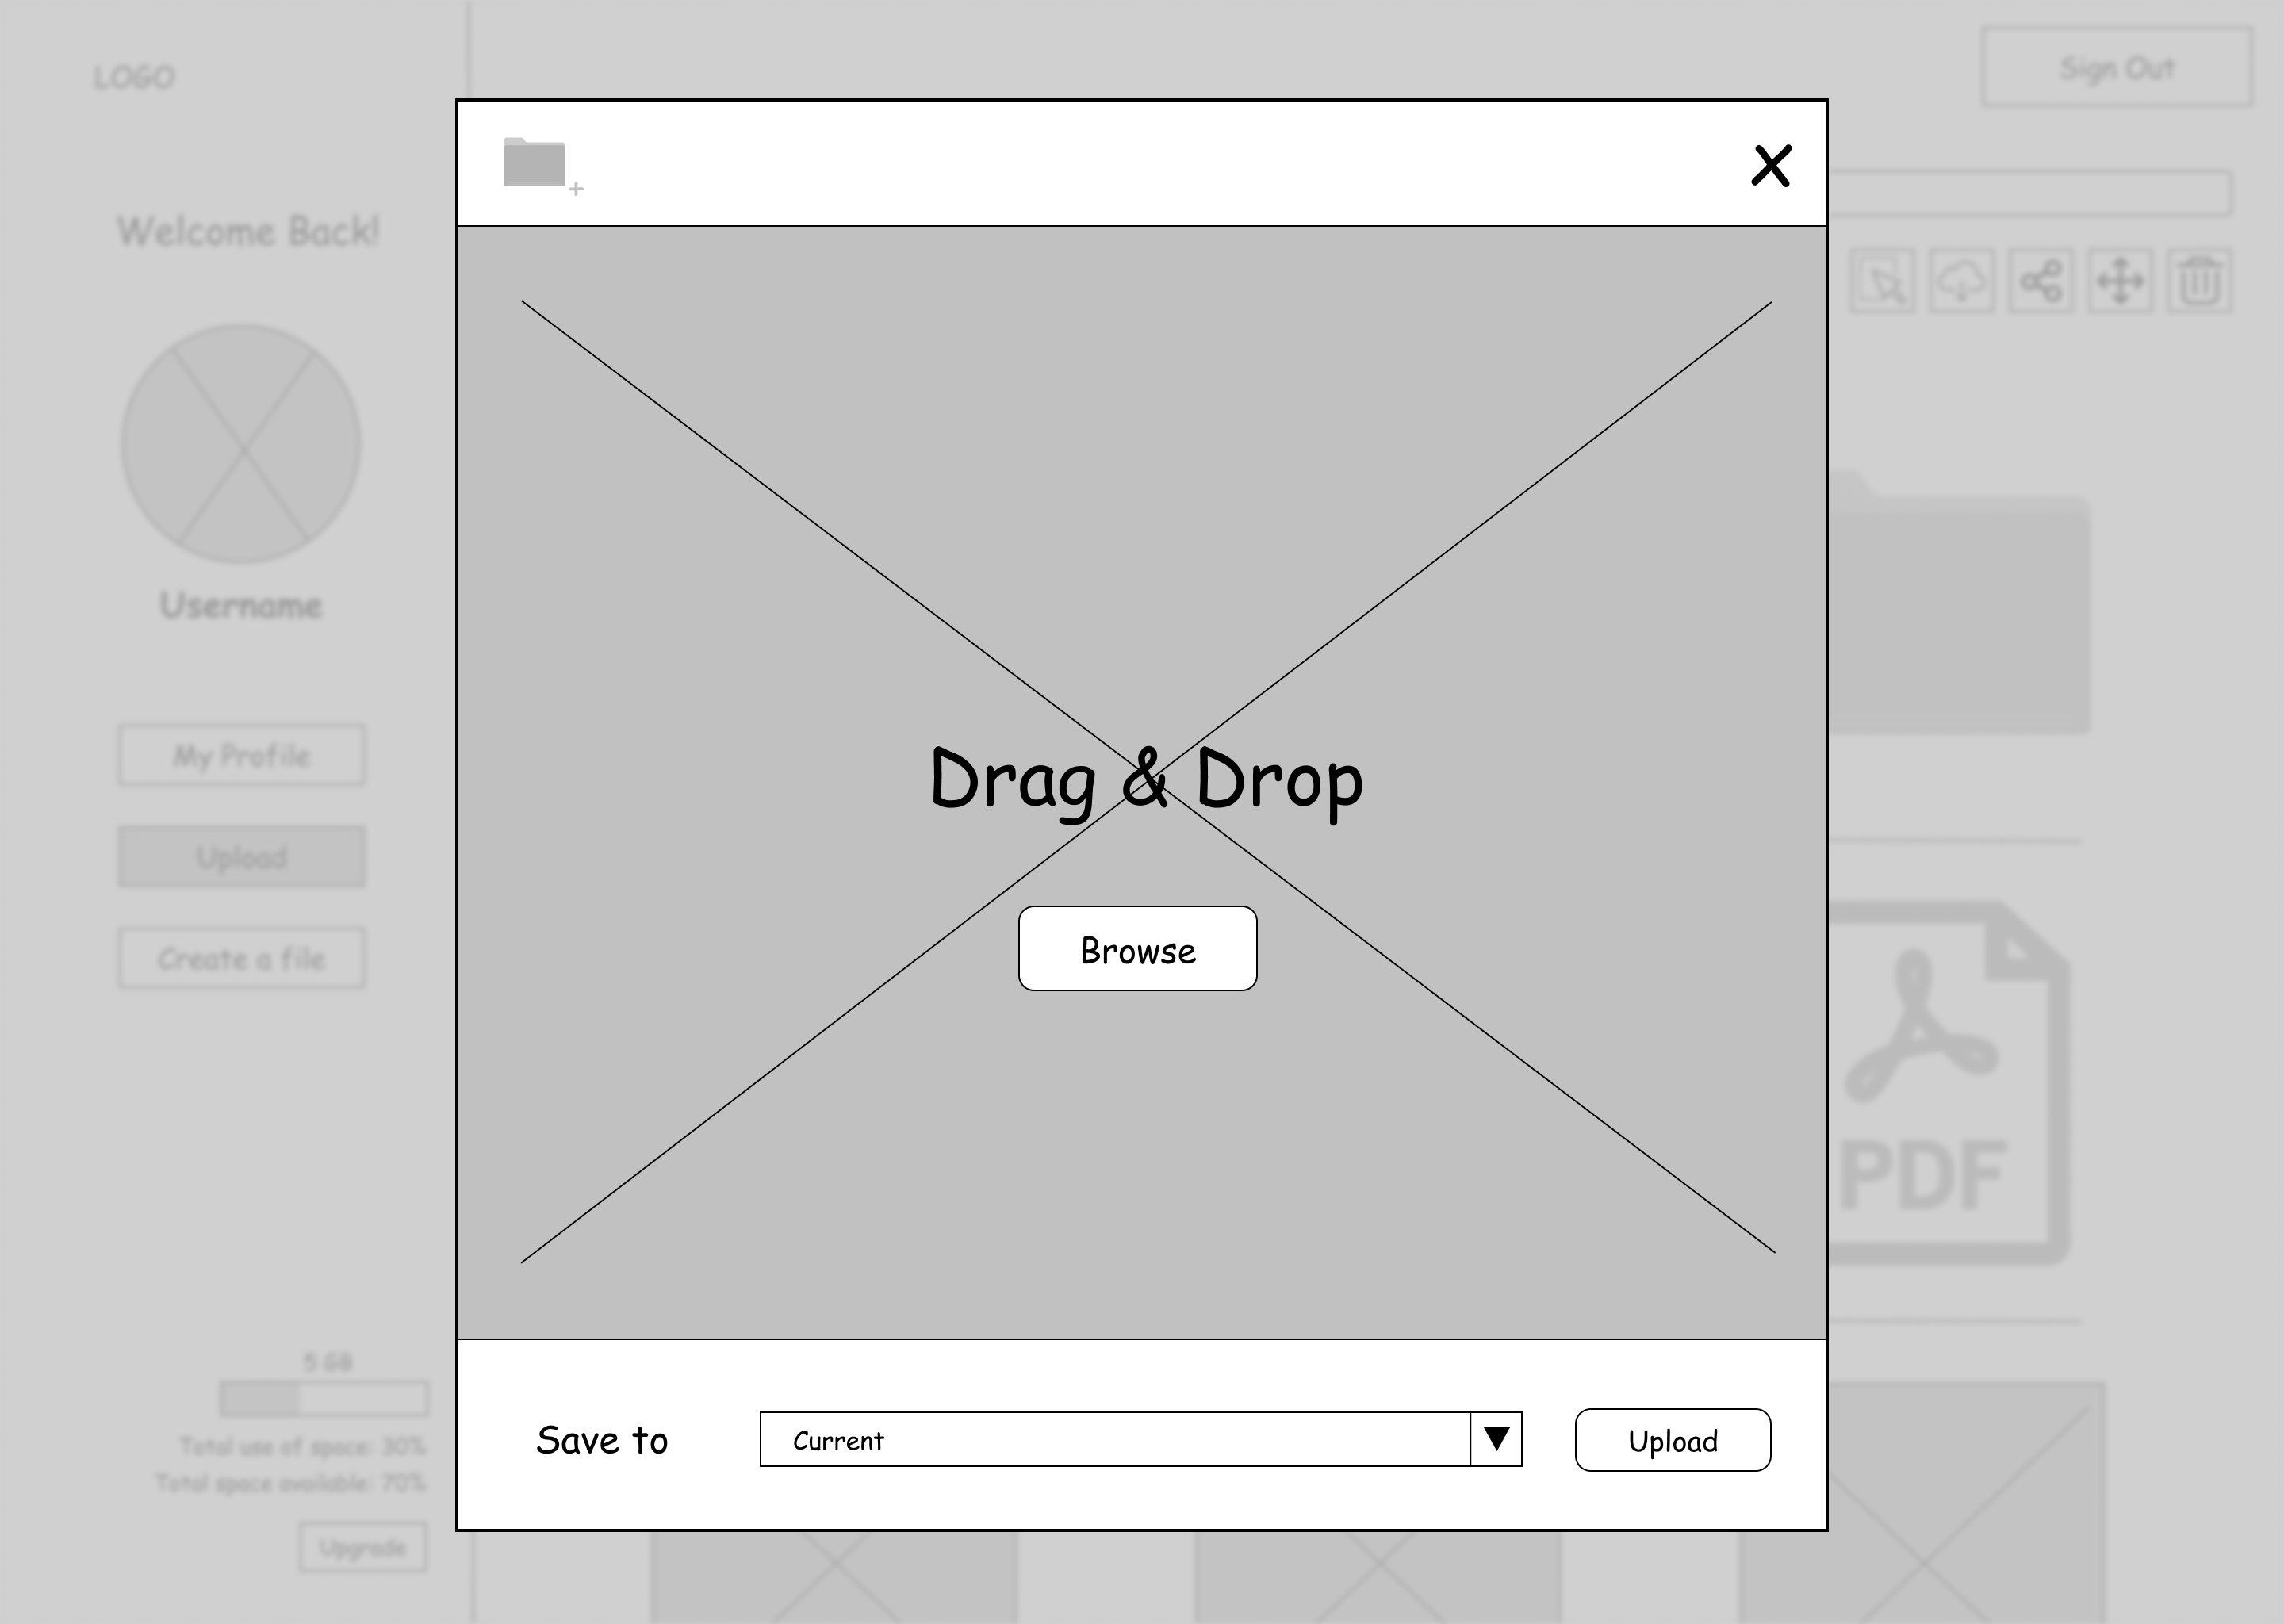 LOGO
Sign Out
Welcome Back!
Username
My Profile
Upload
Create a file
Drag & Drop
Browse
PDF
5 GB
Total use of space: 30%
Total space available: 70%
Upgrade
Save to
Current
Upload